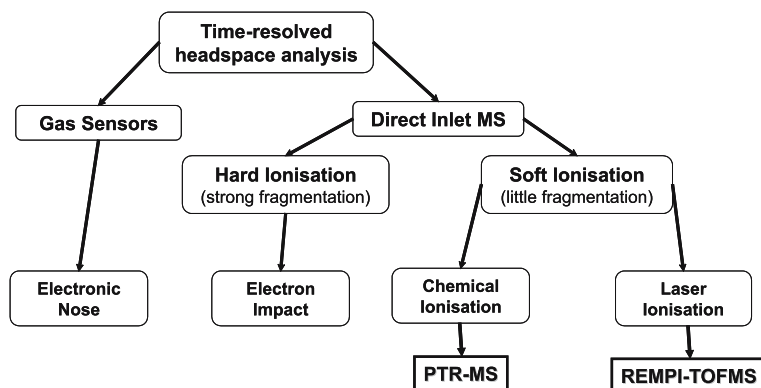 Time-resolved
headspace analysis
Gas Sensors
Direct Inlet MS
Hard Ionisation
(strong fragmentation)
Soft Ionisation
(little fragmentation)
Electronic
Nose
Electron
Impact
Chemical
Ionisation
Laser
Ionisation
PTR-MS
REMPI-TOFMS